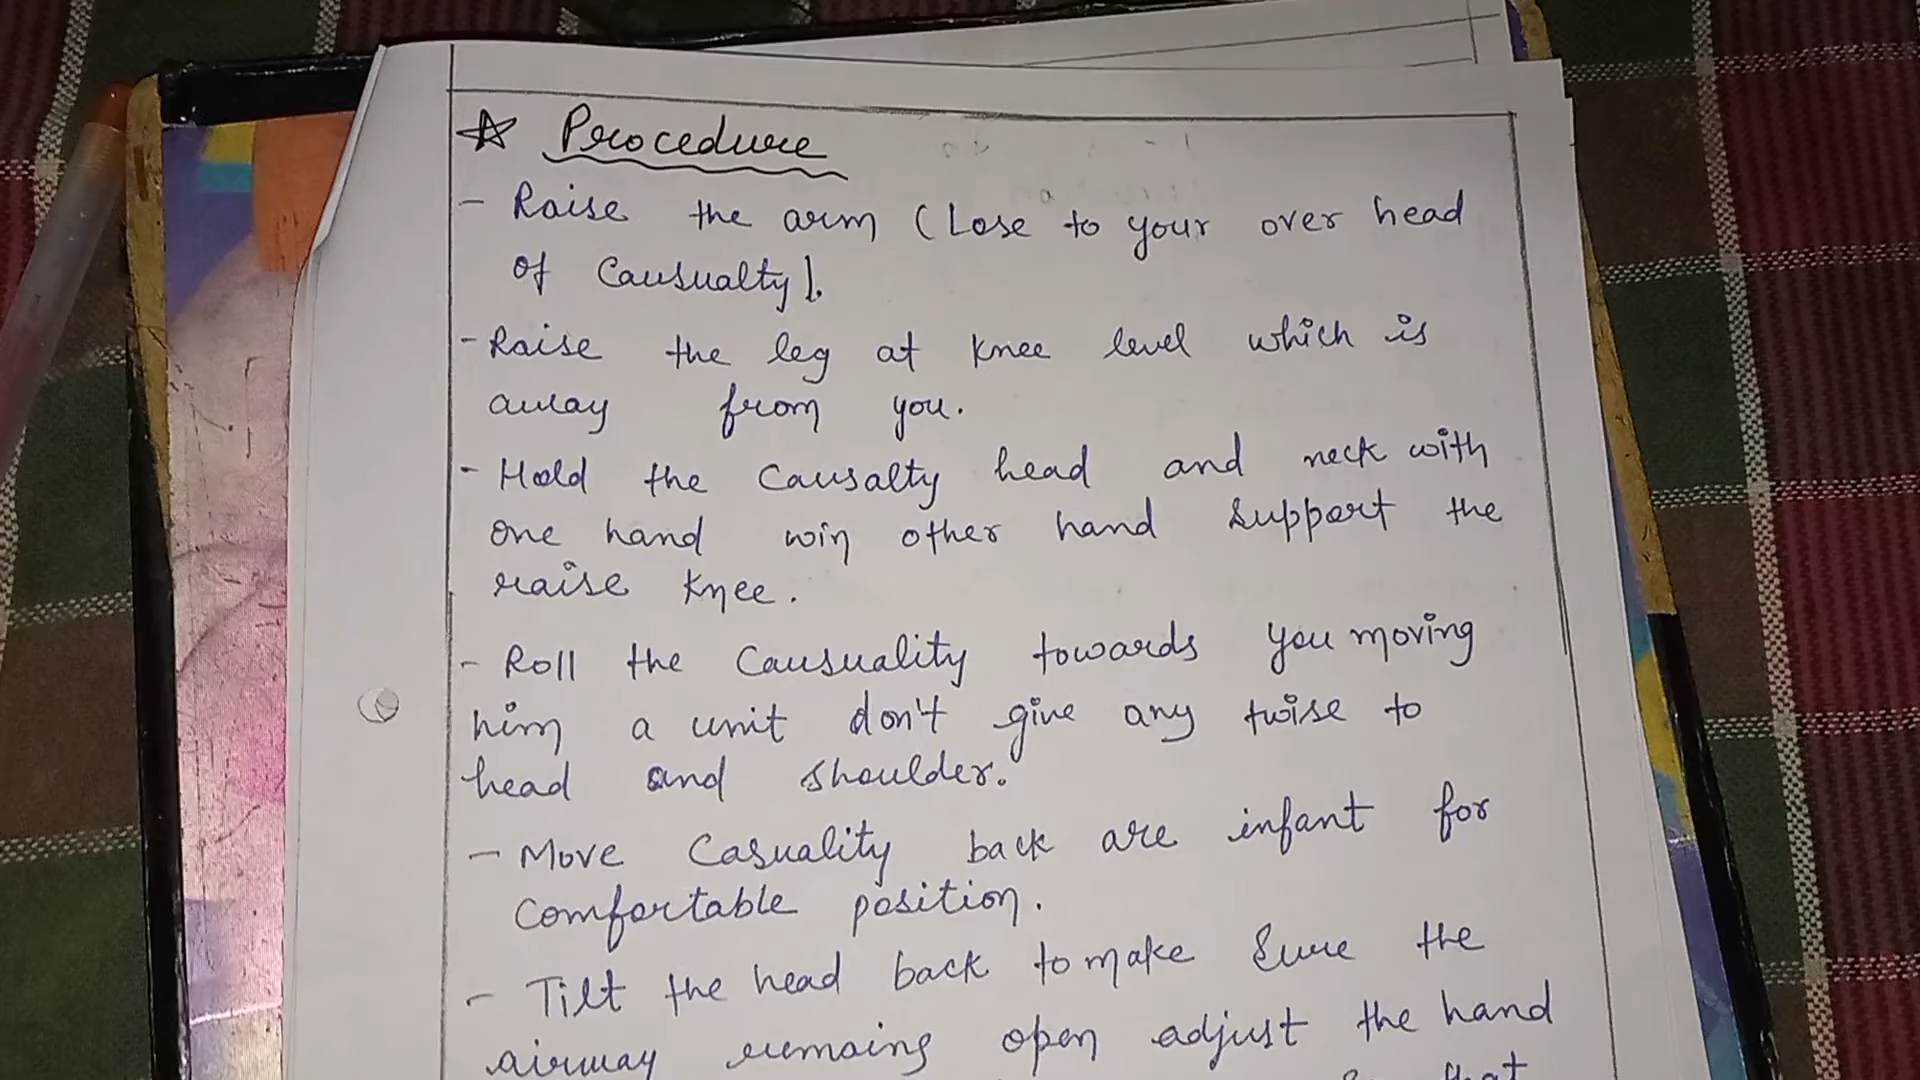 ☆ Procedure
- Raise the arm (Lose to your over head
of Causualty).
- Raise the leg at knee level which is
away from you.
- Hold the Causalty head and neck with
one hand win other hand support the
raise knee.
- Roll the Causuality towards you moving
him a unit don't give any twise to
head and shoulder.
- Move Casuality back are infant for
comfortable position.
- Tilt the head back to make Sure the
airway remaing open adjust the hand
that